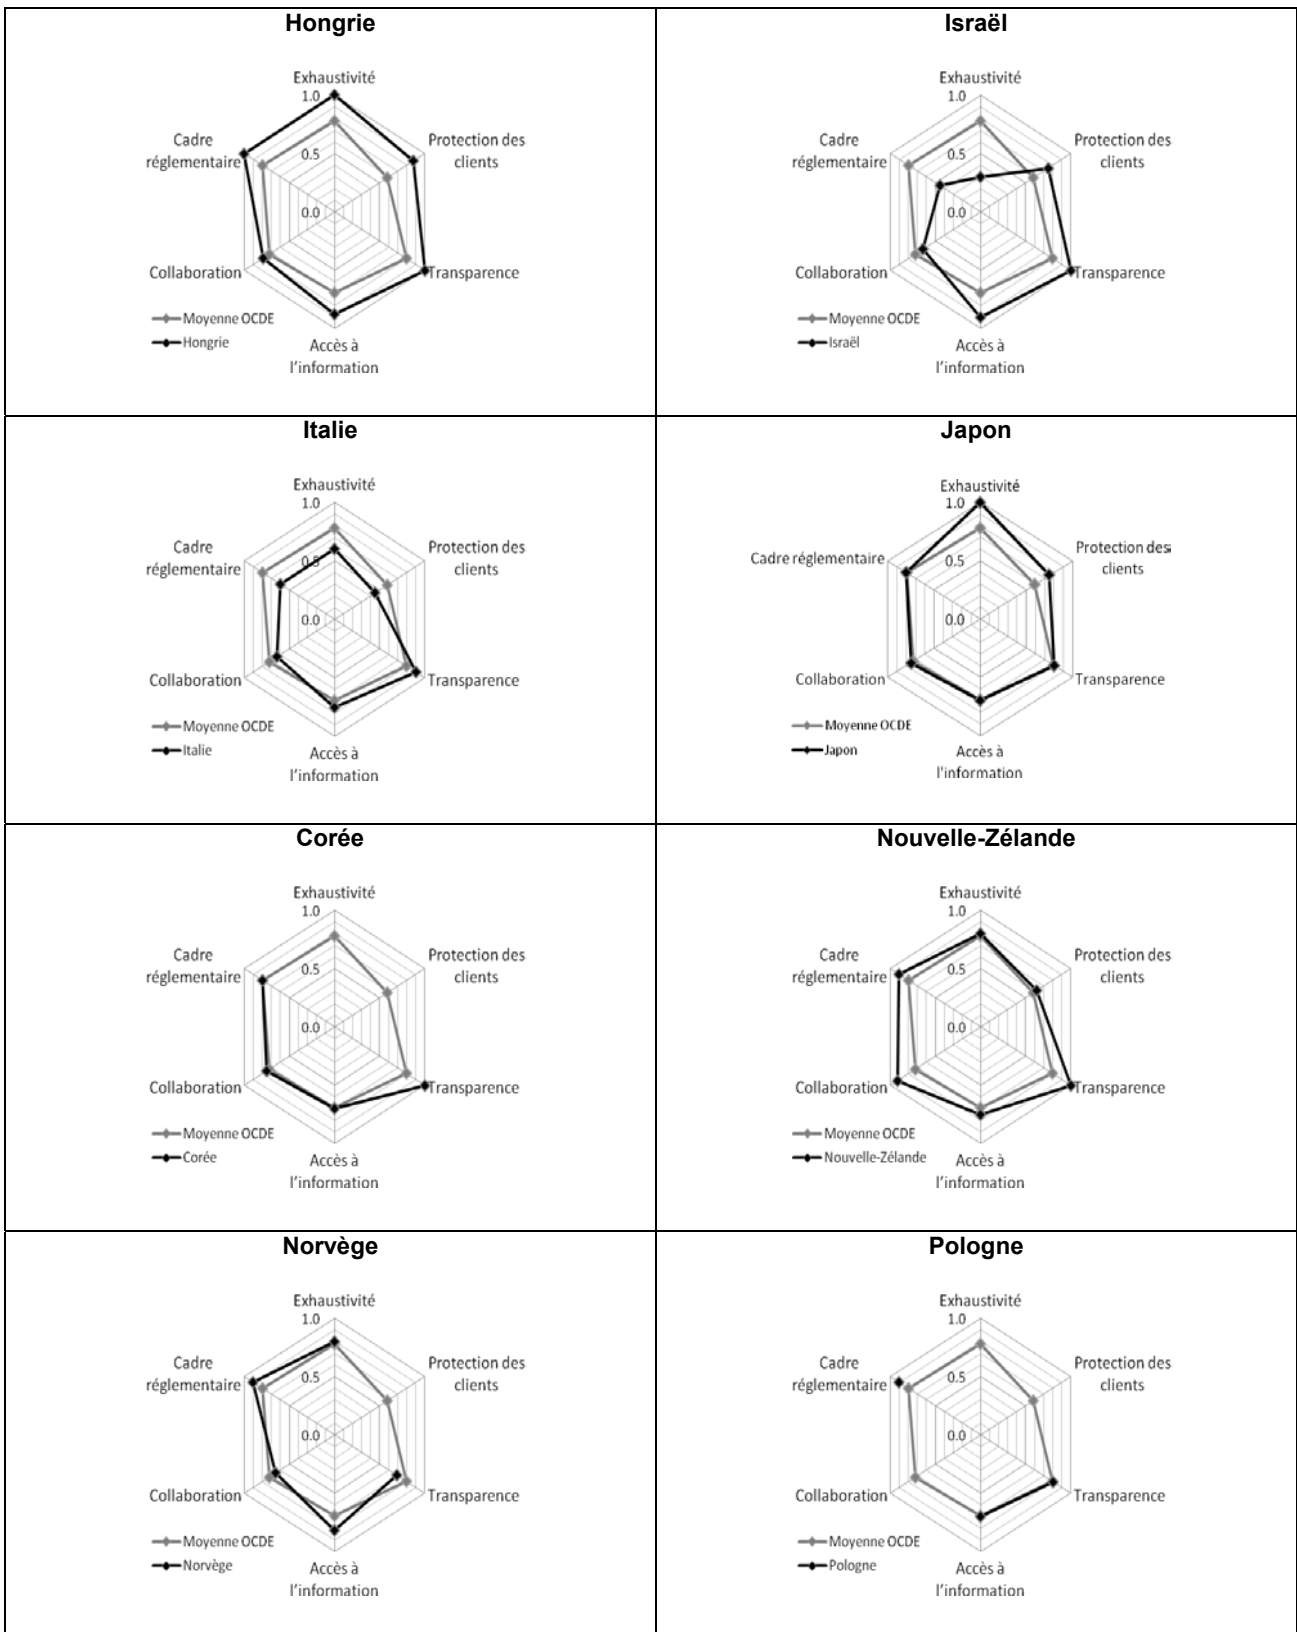 Hongrie
Exhaustivité
1.0
Cadre
réglementaire
Protection des
clients
0.5
0.0
Collaboration
Transparence
Moyenne OCDE
Hongrie
Accès à
l'information
Israël
Exhaustivité
1.0
Cadre
réglementaire
Protection des
clients
0.5
0.0
Collaboration
Transparence
Moyenne OCDE
Israël
Accès à
l'information
Italie
Exhaustivité
1.0
Cadre
réglementaire
Protection des
clients
0.5
0.0
Collaboration
Transparence
Moyenne OCDE
Italie
Accès à
l'information
Japon
Exhaustivité
1.0
Cadre réglementaire
Protection des
clients
0.5
0.0
Collaboration
Transparence
Moyenne OCDE
Japon
Accès à
l'information
Corée
Exhaustivité
1.0
Cadre
réglementaire
Protection des
clients
0.5
0.0
Collaboration
Transparence
Moyenne OCDE
Corée
Accès à
l'information
Nouvelle-Zélande
Exhaustivité
1.0
Cadre
réglementaire
Protection des
clients
0.5
0.0
Collaboration
Transparence
Moyenne OCDE
Nouvelle-Zélande
Accès à
l'information
Norvège
Exhaustivité
1.0
Cadre
réglementaire
Protection des
clients
0.5
0.0
Collaboration
Transparence
Moyenne OCDE
Norvège
Accès à
l'information
Pologne
Exhaustivité
1.0
Cadre
réglementaire
Protection des
clients
0.5
0.0
Collaboration
Transparence
Moyenne OCDE
Pologne
Accès à
l'information